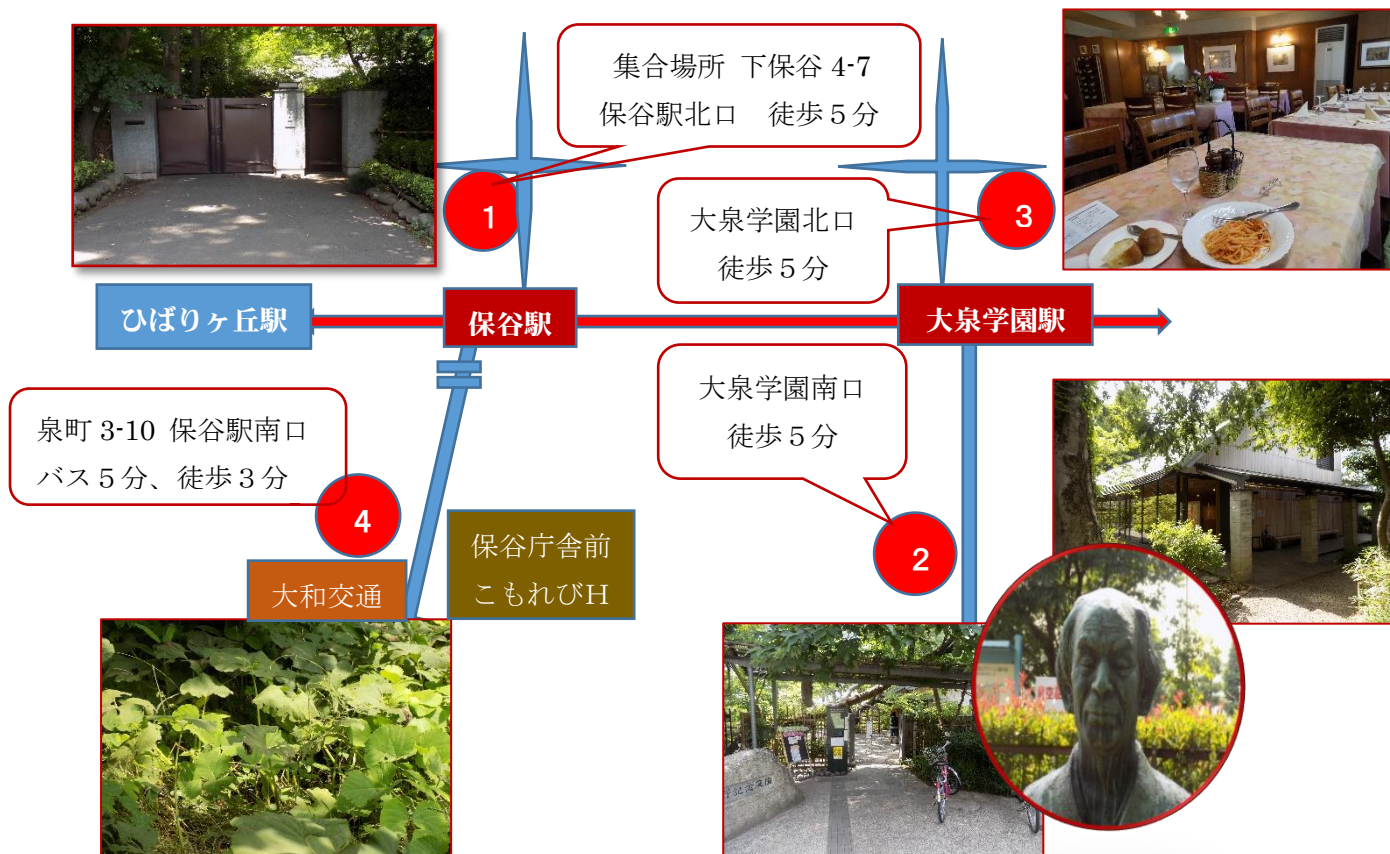 集合場所 下保谷 4-7
保谷駅北口 徒歩５分
1
3
大泉学園北口
徒歩５分
ひばりヶ丘駅
保谷駅
大泉学園駅
泉町 3-10 保谷駅南口
バス５分、徒歩３分
大泉学園南口
徒歩５分
4
2
保谷庁舎前
こもれびＨ
大和交通